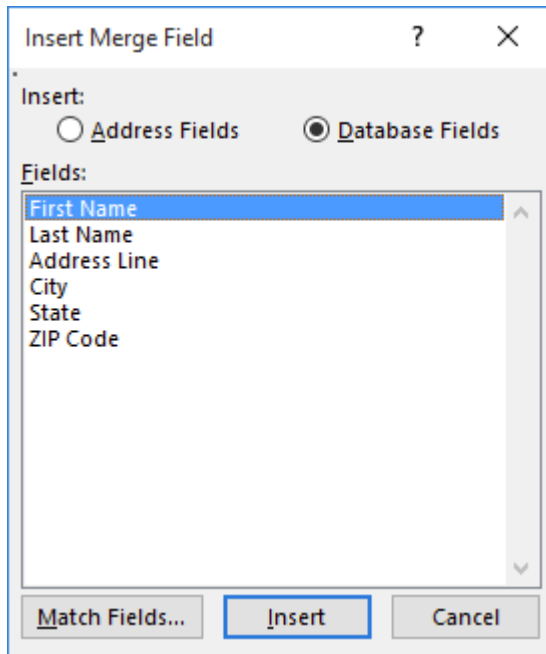 Insert Merge Field ?
Insert:
Address Fields Database Fields
Fields:
First Name
Last Name
Address Line
City
State
ZIP Code
Match Fields... Insert Cancel